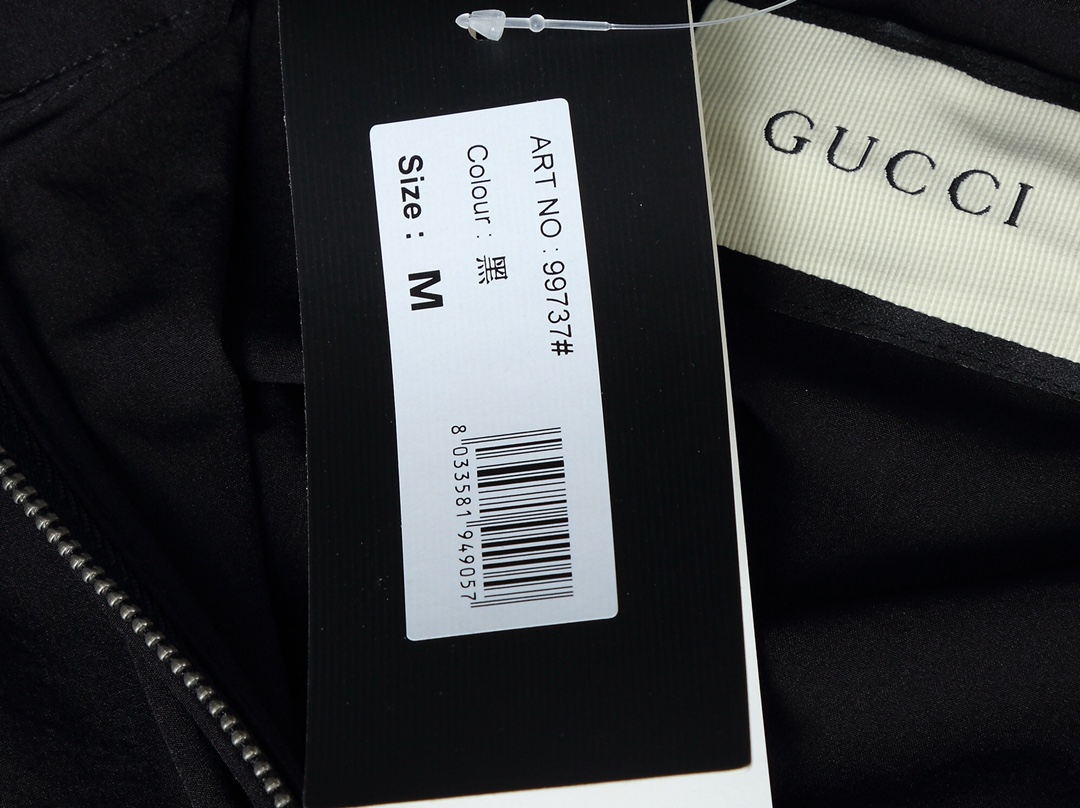 GUCCI
ART NO : 99737#
Colour : 黑
Size : M
8 033581 949057